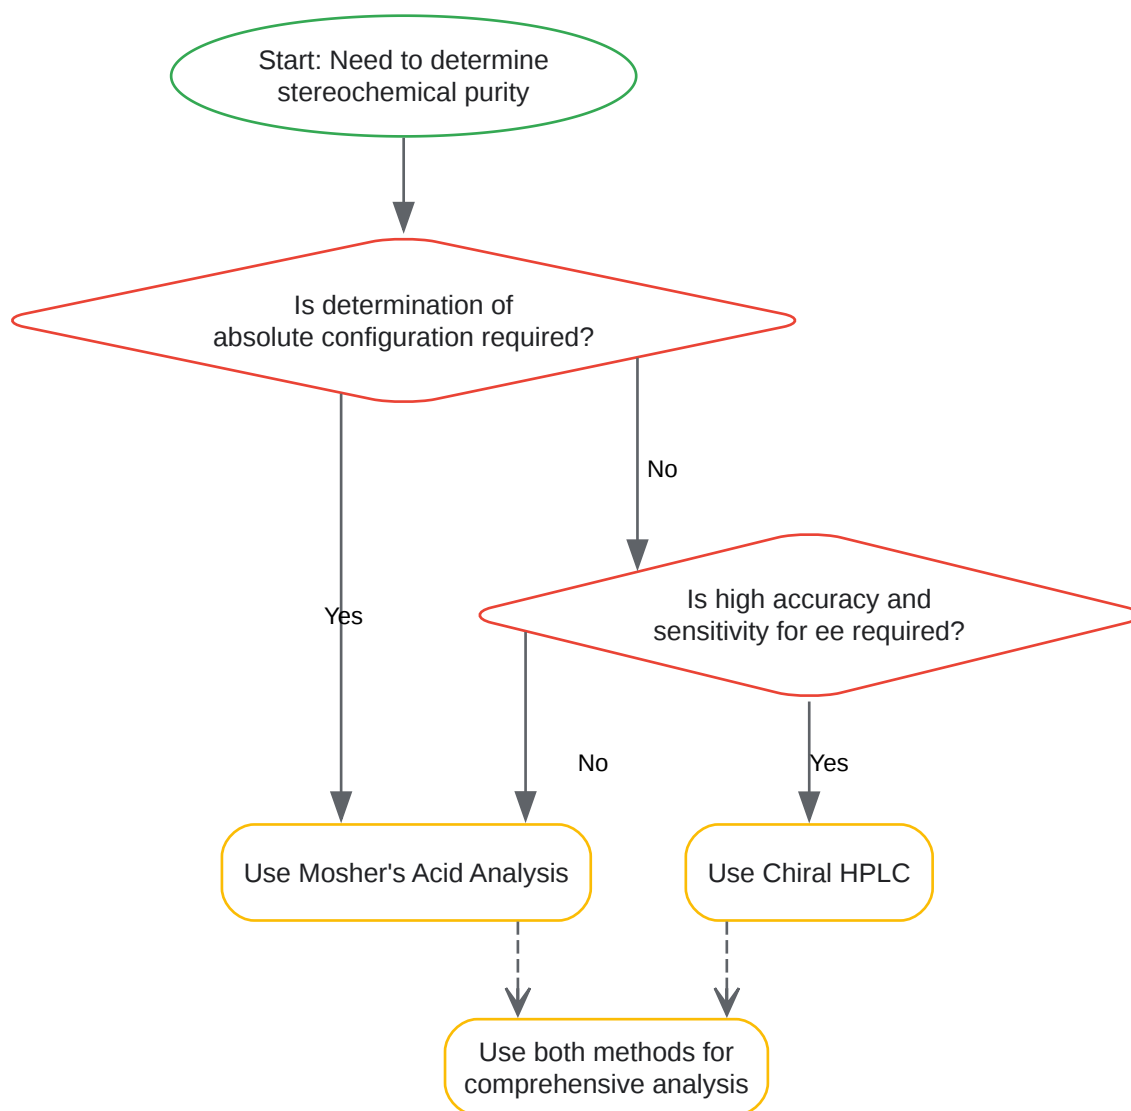 Start: Need to determine
stereochemical purity
Is determination of
absolute configuration required?
No
Is high accuracy and
sensitivity for ee required?
Yes
No
Yes
Use Mosher's Acid Analysis
Use Chiral HPLC
Use both methods for
comprehensive analysis